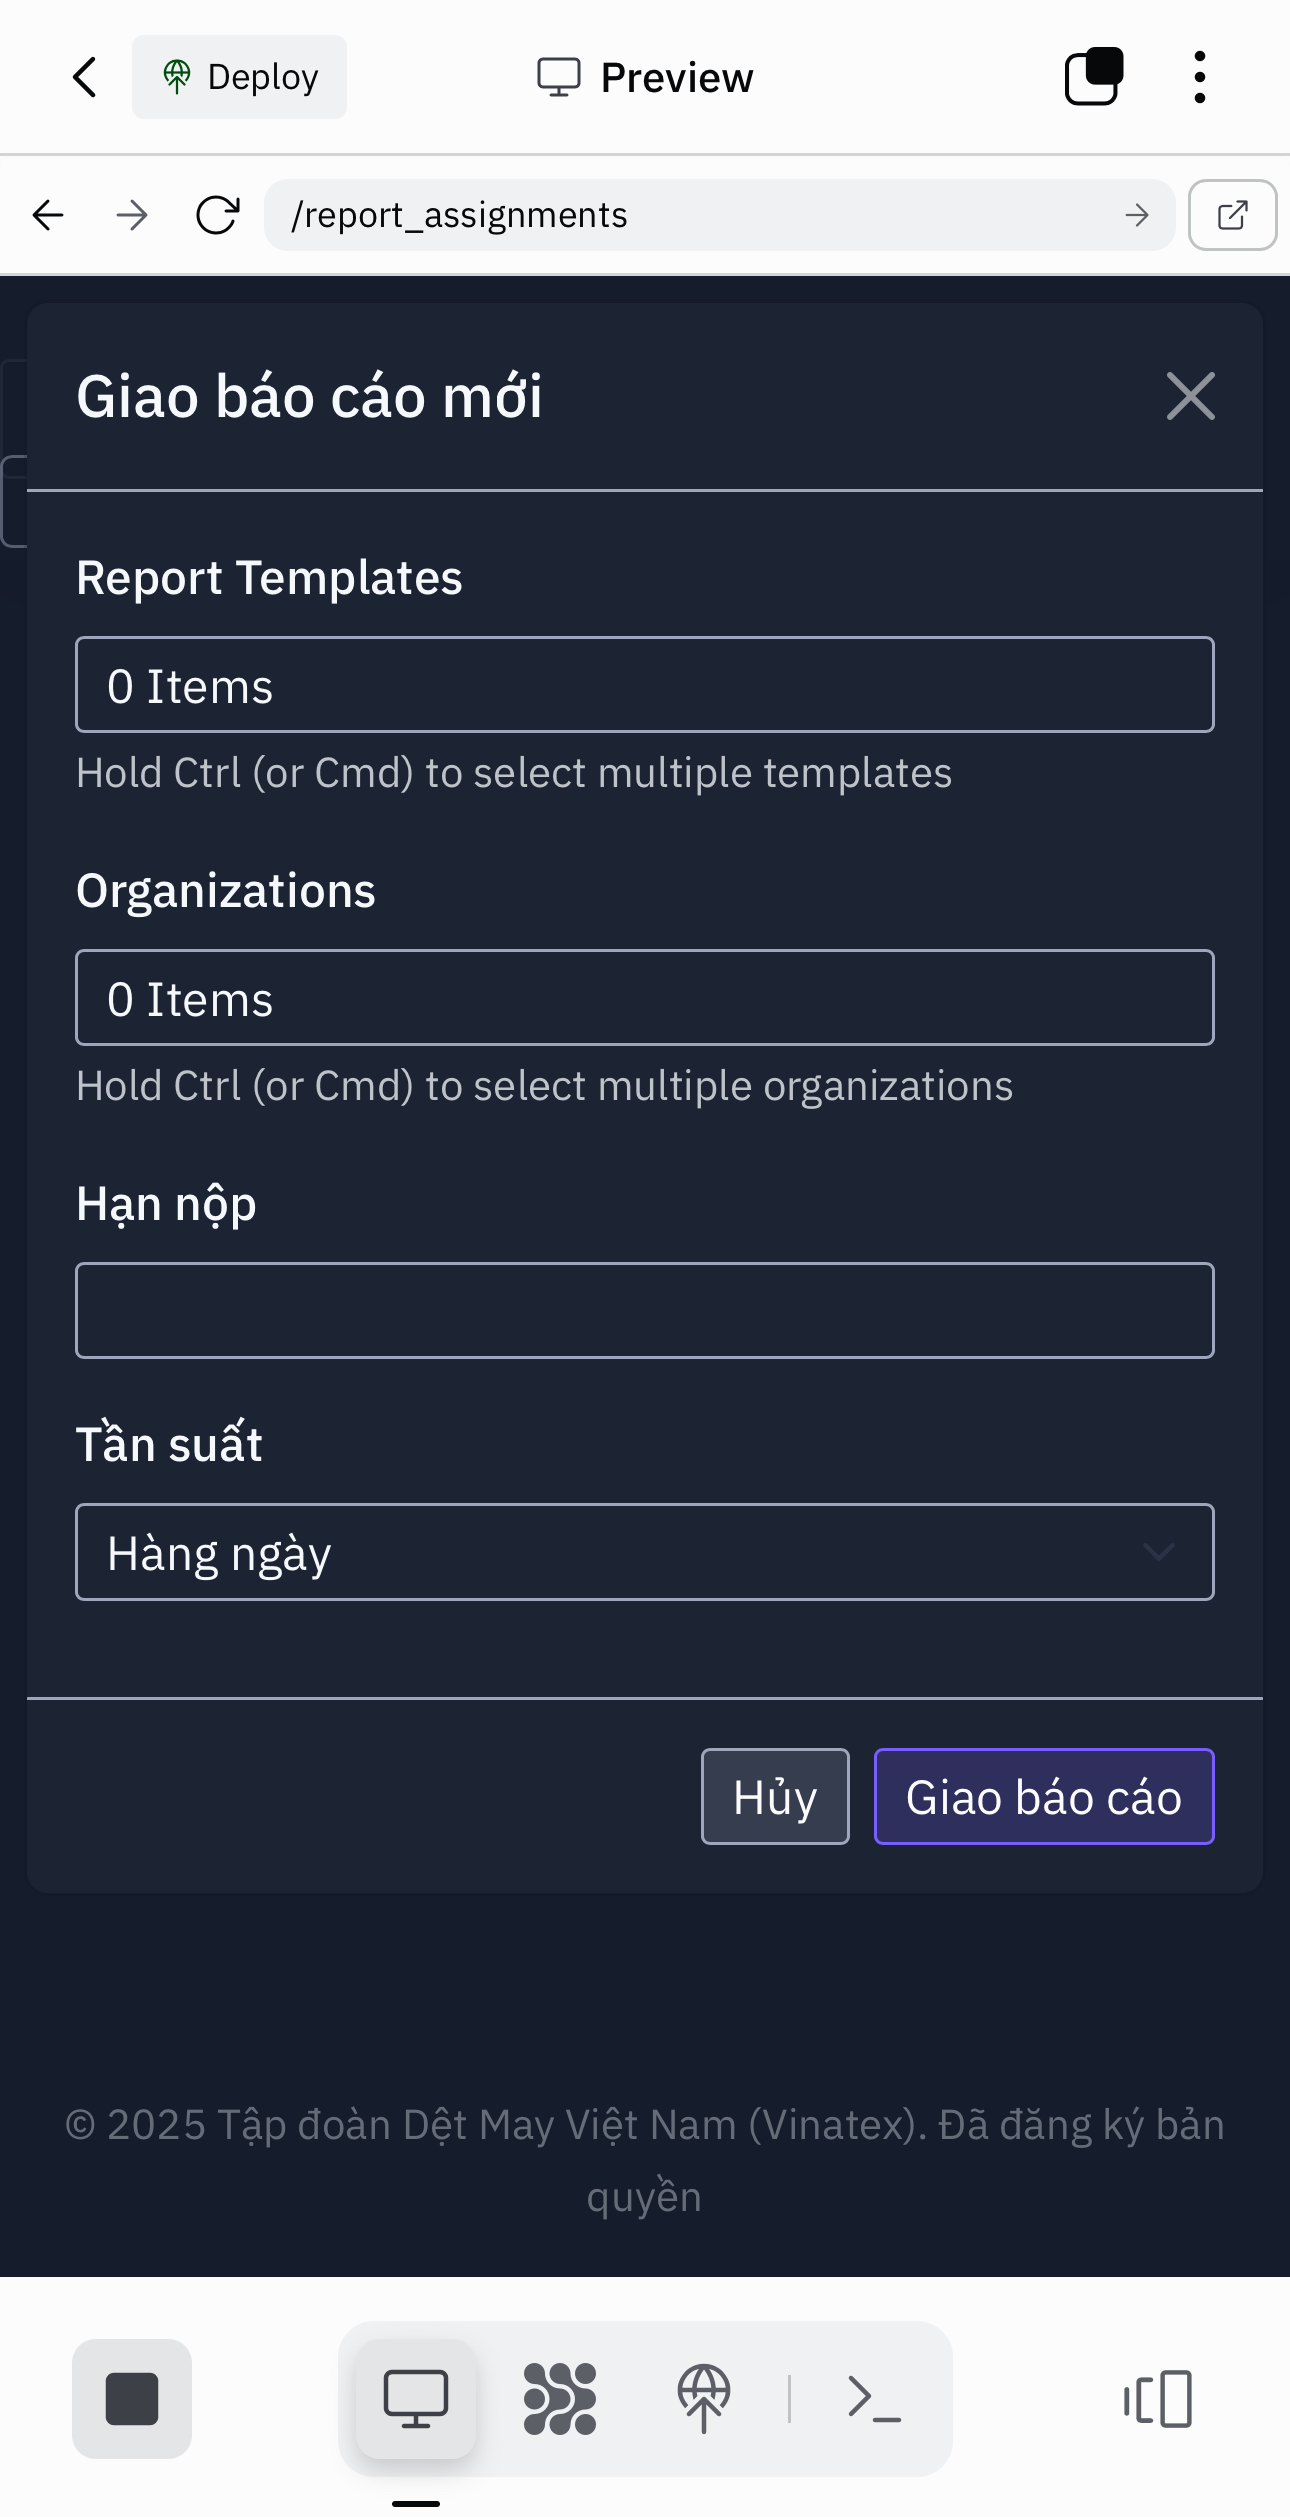 Deploy
Preview
/report_assignments
Giao báo cáo mới
Report Templates
0 Items
Hold Ctrl (or Cmd) to select multiple templates
Organizations
0 Items
Hold Ctrl (or Cmd) to select multiple organizations
Hạn nộp
Tần suất
Hàng ngày
Hủy
Giao báo cáo
© 2025 Tập đoàn Dệt May Việt Nam (Vinatex). Đã đăng ký bản
quyền